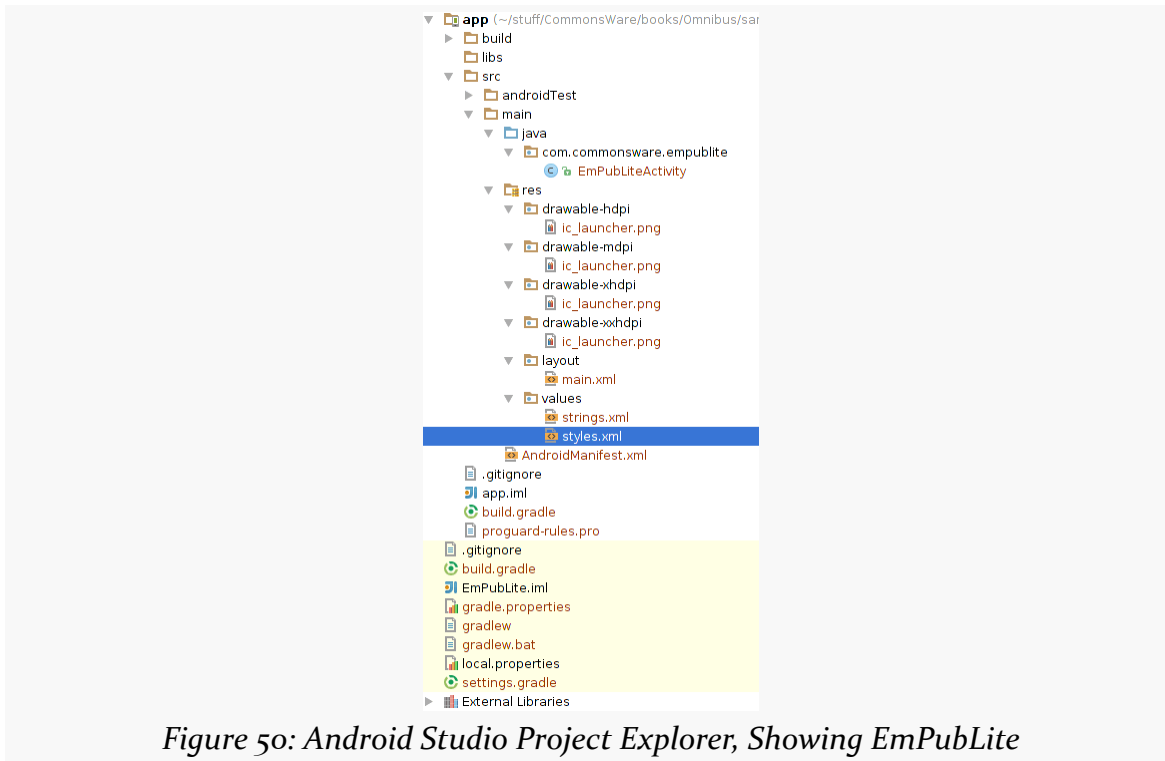 app (~/stuff/CommonsWare/books/Omnibus/sar
build
libs
src
androidTest
main
java
com.commonsware.empublite
C EmPubLiteActivity
res
drawable-hdpi
ic_launcher.png
drawable-mdpi
ic_launcher.png
drawable-xhdpi
ic_launcher.png
drawable-xxhdpi
ic_launcher.png
layout
main.xml
values
strings.xml
styles.xml
AndroidManifest.xml
.gitignore
app.iml
build.gradle
proguard-rules.pro
.gitignore
build.gradle
EmPubLite.iml
gradle.properties
gradlew
gradlew.bat
local.properties
settings.gradle
External Libraries
Figure 50: Android Studio Project Explorer, Showing EmPubLite